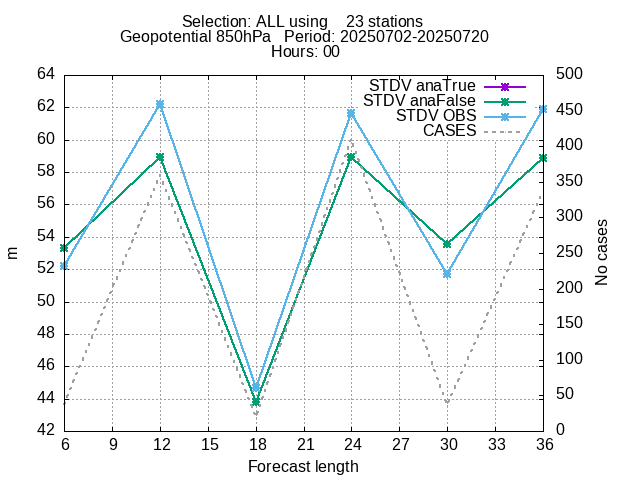 Selection: ALL using    23 stations
Geopotential 850hPa   Period: 20250702-20250720
Hours: 00
64
62
60
58
56
54
52
50
48
46
44
42
m
500
450
400
350
300
250
200
150
100
50
0
No cases
STDV anaTrue
STDV anaFalse
STDV OBS
CASES
6 9 12 15 18 21 24 27 30 33 36
Forecast length